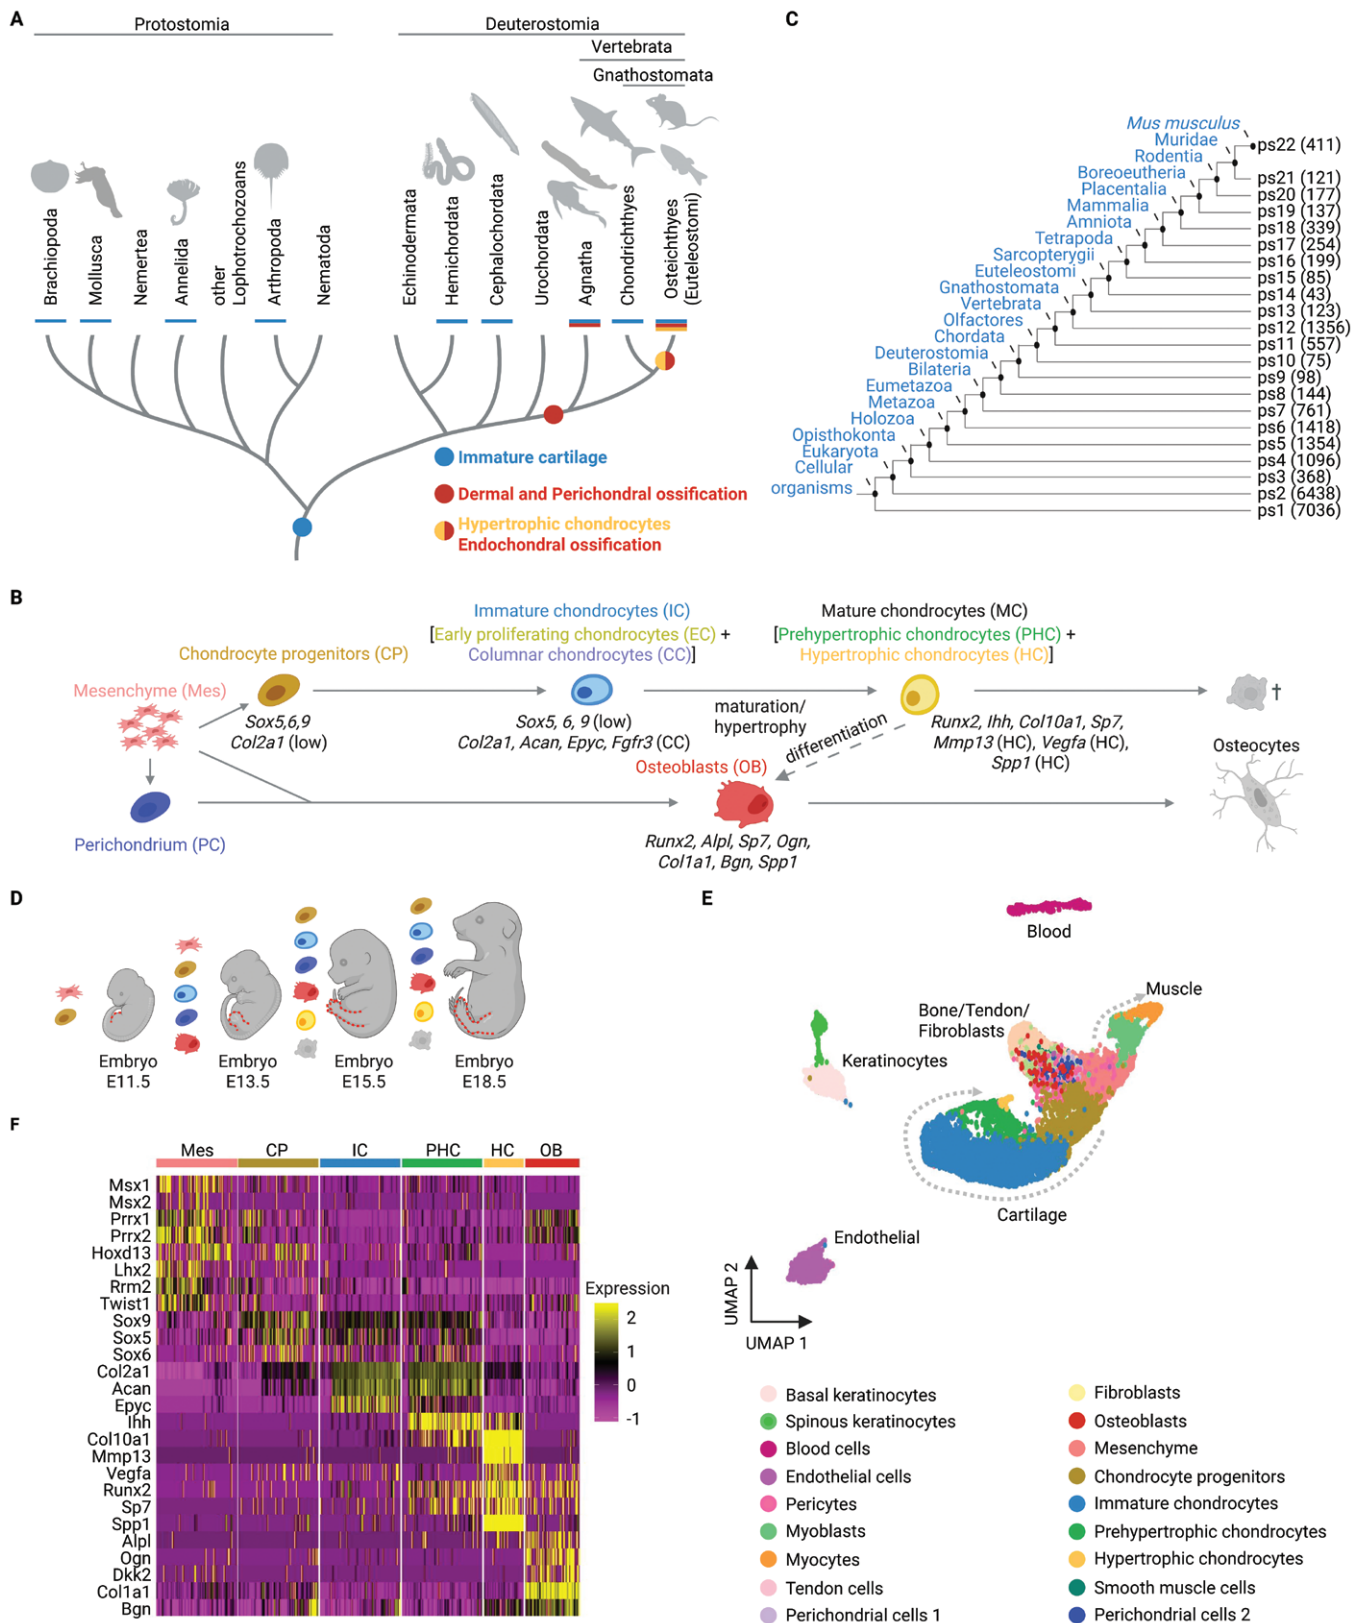 A
Protostomia
Deuterostomia
Vertebrata
Gnathostomata
Brachiopoda
Mollusca
Nemertea
Annelida
other
Lophotrochozoans
Arthropoda
Nematoda
Echinodermata
Hemichordata
Cephalochordata
Urochordata
Agnatha
Chondrichthyes
Osteichthyes
(Euteleostomi)
Immature cartilage
Dermal and Perichondral ossification
Hypertrophic chondrocytes
Endochondral ossification
C
Mus musculus
Muridae
Rodentia
Boreoeutheria
Placentalia
Mammalia
Amniota
Tetrapoda
Sarcopterygii
Euteleostomi
Gnathostomata
Vertebrata
Olfactores
Chordata
Deuterostomia
Bilateria
Eumetazoa
Metazoa
Holozoa
Opisthokonta
Eukaryota
Cellular
organisms
ps22 (411)
ps21 (121)
ps20 (177)
ps19 (137)
ps18 (339)
ps17 (254)
ps16 (199)
ps15 (85)
ps14 (43)
ps13 (123)
ps12 (1356)
ps11 (557)
ps10 (75)
ps9 (98)
ps8 (144)
ps7 (761)
ps6 (1418)
ps5 (1354)
ps4 (1096)
ps3 (368)
ps2 (6438)
ps1 (7036)
B
Immature chondrocytes (IC)
[Early proliferating chondrocytes (EC) +
Columnar chondrocytes (CC)]
Mature chondrocytes (MC)
[Prehypertrophic chondrocytes (PHC) +
Hypertrophic chondrocytes (HC)]
Chondrocyte progenitors (CP)
Mesenchyme (Mes)
Sox5,6,9
Col2a1 (low)
Sox5, 6, 9 (low)
Col2a1, Acan, Epyc, Fgfr3 (CC)
maturation/
hypertrophy
differentiation
Runx2, Ihh, Col10a1, Sp7,
Mmp13 (HC), Vegfa (HC),
Spp1 (HC)
†
Osteocytes
Osteoblasts (OB)
Perichondrium (PC)
Runx2, Alpl, Sp7, Ogn,
Col1a1, Bgn, Spp1
D
Embryo
E11.5
Embryo
E13.5
Embryo
E15.5
Embryo
E18.5
E
Blood
Muscle
Bone/Tendon/
Fibroblasts
Keratinocytes
Cartilage
Endothelial
UMAP 2
UMAP 1
Basal keratinocytes
Spinous keratinocytes
Blood cells
Endothelial cells
Pericytes
Myoblasts
Myocytes
Tendon cells
Perichondrial cells 1
Fibroblasts
Osteoblasts
Mesenchyme
Chondrocyte progenitors
Immature chondrocytes
Prehypertrophic chondrocytes
Hypertrophic chondrocytes
Smooth muscle cells
Perichondrial cells 2
F
Mes CP IC PHC HC OB
Msx1
Msx2
Prrx1
Prrx2
Hoxd13
Lhx2
Rrm2
Twist1
Sox9
Sox5
Sox6
Col2a1
Acan
Epyc
Ihh
Col10a1
Mmp13
Vegfa
Runx2
Sp7
Spp1
Alpl
Ogn
Dkk2
Col1a1
Bgn
Expression
2
1
0
-1